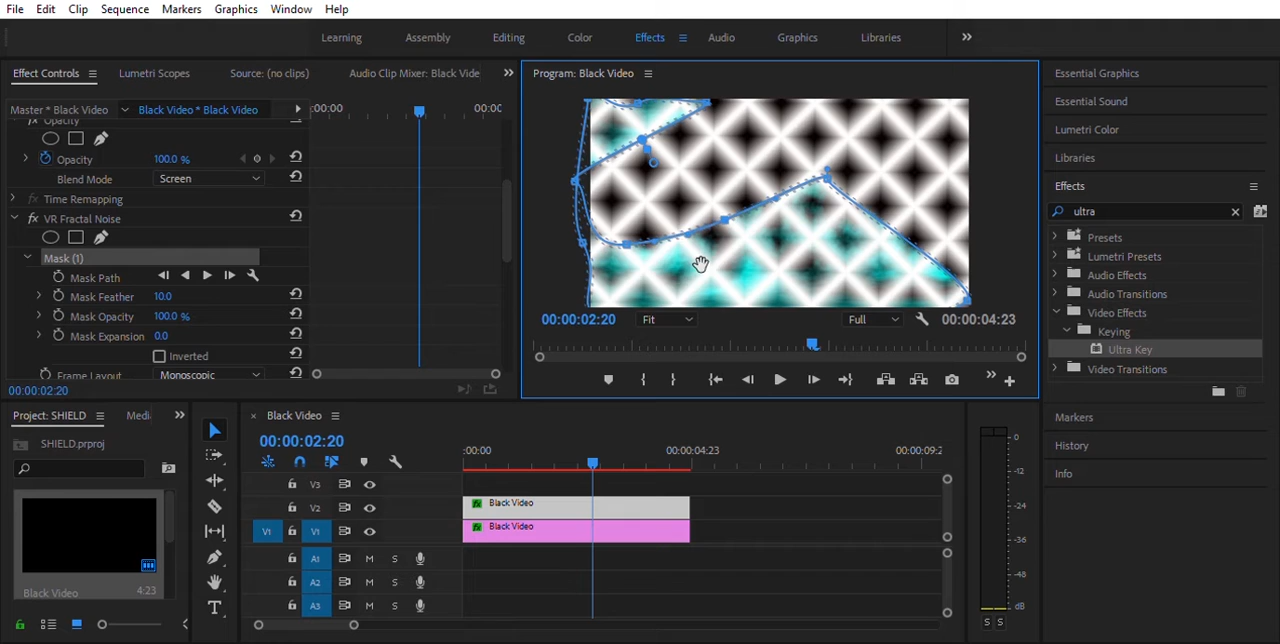 File Edit Clip Sequence Markers Graphics Window Help
Learning Assembly Editing Color Effects Audio Graphics Libraries
Effect Controls Lumetri Scopes Source: (no clips) Audio Clip Mixer: Black Vide
Master * Black Video Black Video * Black Video :00:00 00:0
Opacity
Opacity 100.0 %
Blend Mode Screen
Time Remapping
fx VR Fractal Noise
Mask (1)
Mask Path
Mask Feather 10.0
Mask Opacity 100.0 %
Mask Expansion 0.0
Inverted
Frame Layout Monoscopic
00:00:02:20
Program: Black Video
00:00:02:20 Fit Full 00:00:04:23
Essential Graphics
Essential Sound
Lumetri Color
Libraries
Effects
ultra
Presets
Lumetri Presets
Audio Effects
Audio Transitions
Video Effects
Keying
Ultra Key
Video Transitions
Markers
History
Info
Project: SHIELD Medi
SHIELD.prproj
Black Video 4:23
Black Video
00:00:02:20
:00:00 00:00:04:23 00:00:09:2
V3
V2 fx Black Video
V1 V1 fx Black Video
A1 M S
A2 M S
A3 M S
0
-12
-24
-36
-48
dB
S S